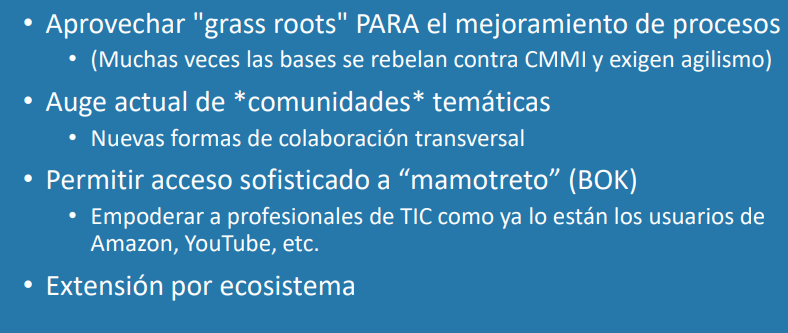 • Aprovechar "grass roots" PARA el mejoramiento de procesos
• (Muchas veces las bases se rebelan contra CMMI y exigen agilismo)
• Auge actual de *comunidades* temáticas
• Nuevas formas de colaboración transversal
• Permitir acceso sofisticado a “mamotreto” (BOK)
• Empoderar a profesionales de TIC como ya lo están los usuarios de
Amazon, YouTube, etc.
• Extensión por ecosistema